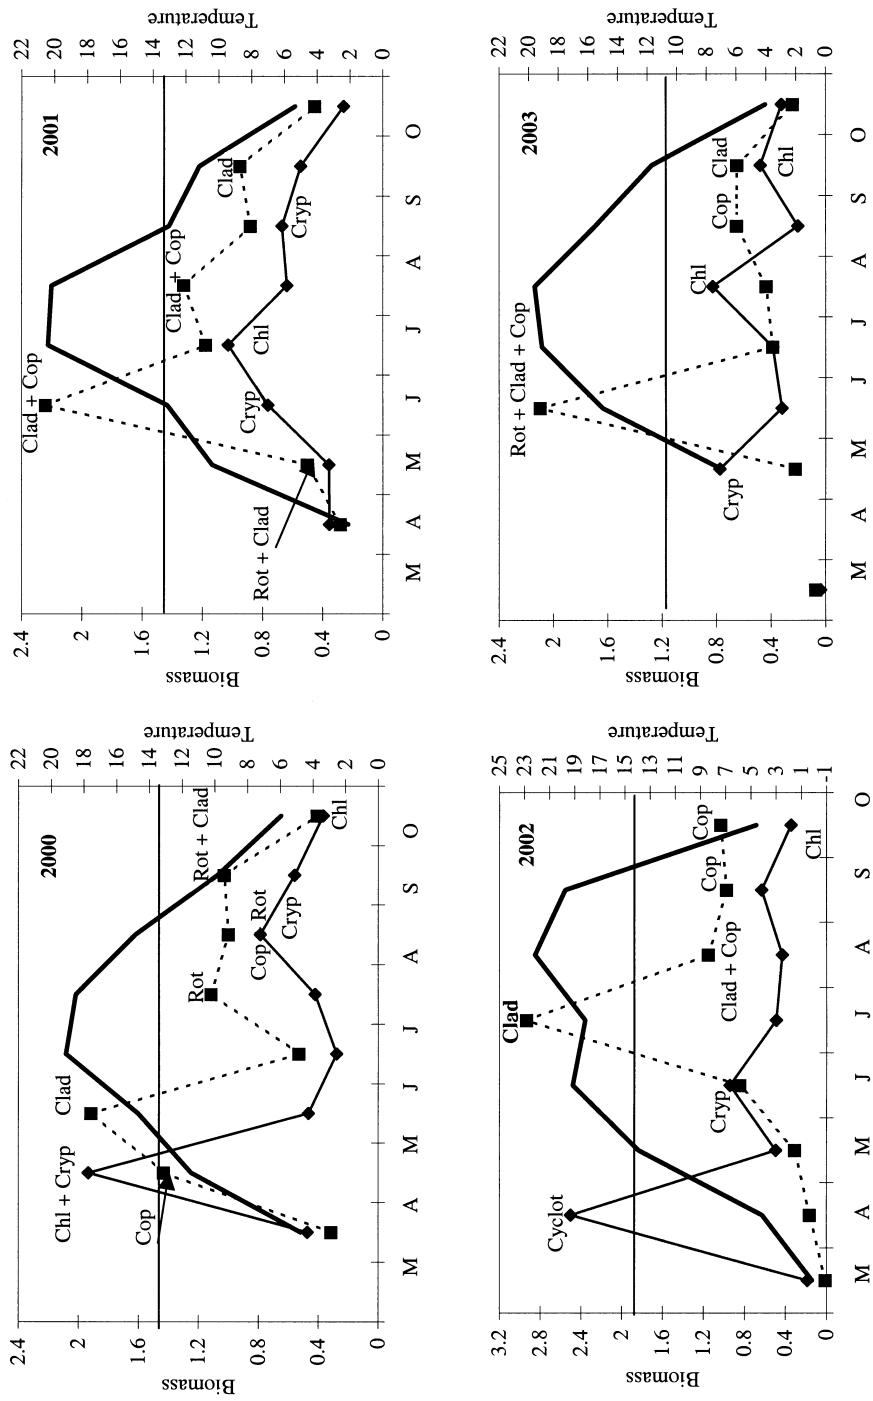 2000
Biomass
2.4
2
1.6
1.2
0.8
0.4
0
Temperature
22
20
18
16
14
12
10
8
6
4
2
0
Chl + Cryp
Clad
Cop
Rot
Cop
Rot
Cryp
Rot + Clad
Chl
M A M J J A S O
2001
Biomass
2.4
2
1.6
1.2
0.8
0.4
0
Temperature
22
20
18
16
14
12
10
8
6
4
2
0
Clad + Cop
Rot + Clad
Cryp
Chl
Clad + Cop
Clad
Cryp
M A M J J A S O
2002
Biomass
3.2
2.8
2.4
2
1.6
1.2
0.8
0.4
0
Temperature
25
23
21
19
17
15
13
11
9
7
5
3
1
-1
Cyclot
Cryp
Clad
Clad + Cop
Cop
Cop
Chl
M A M J J A S O
2003
Biomass
2.4
2
1.6
1.2
0.8
0.4
0
Temperature
22
20
18
16
14
12
10
8
6
4
2
0
Rot + Clad + Cop
Cryp
Chl
Cop
Clad
Chl
M A M J J A S O